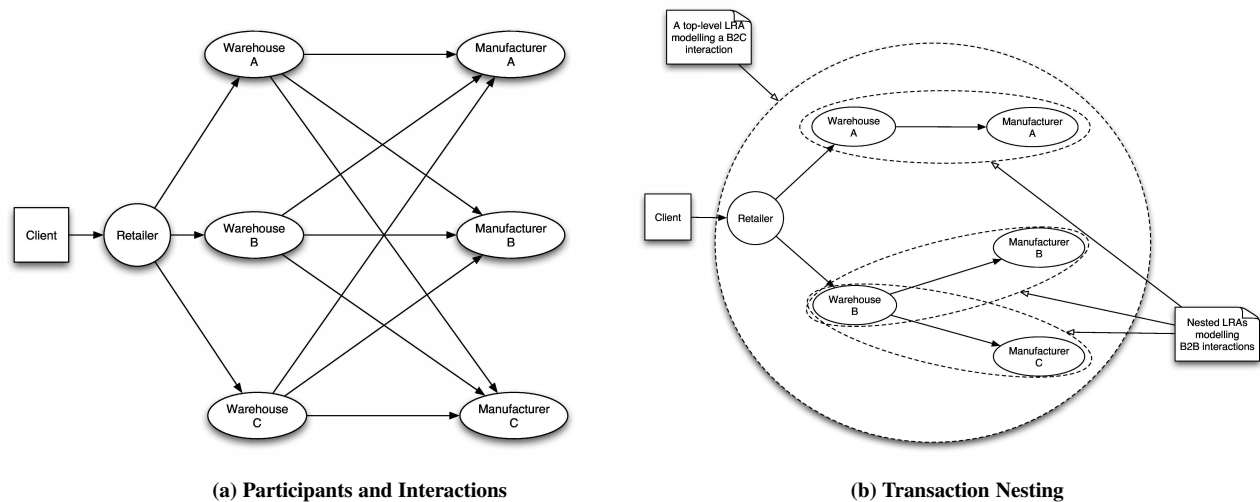 Warehouse
A
Manufacturer
A
Client
Retailer
Warehouse
B
Manufacturer
B
Warehouse
C
Manufacturer
C
(a) Participants and Interactions
A top-level LRA
modelling a B2C
interaction
Warehouse
A
Manufacturer
A
Client
Retailer
Manufacturer
B
Warehouse
B
Manufacturer
C
Nested LRAs
modelling
B2B interactions
(b) Transaction Nesting